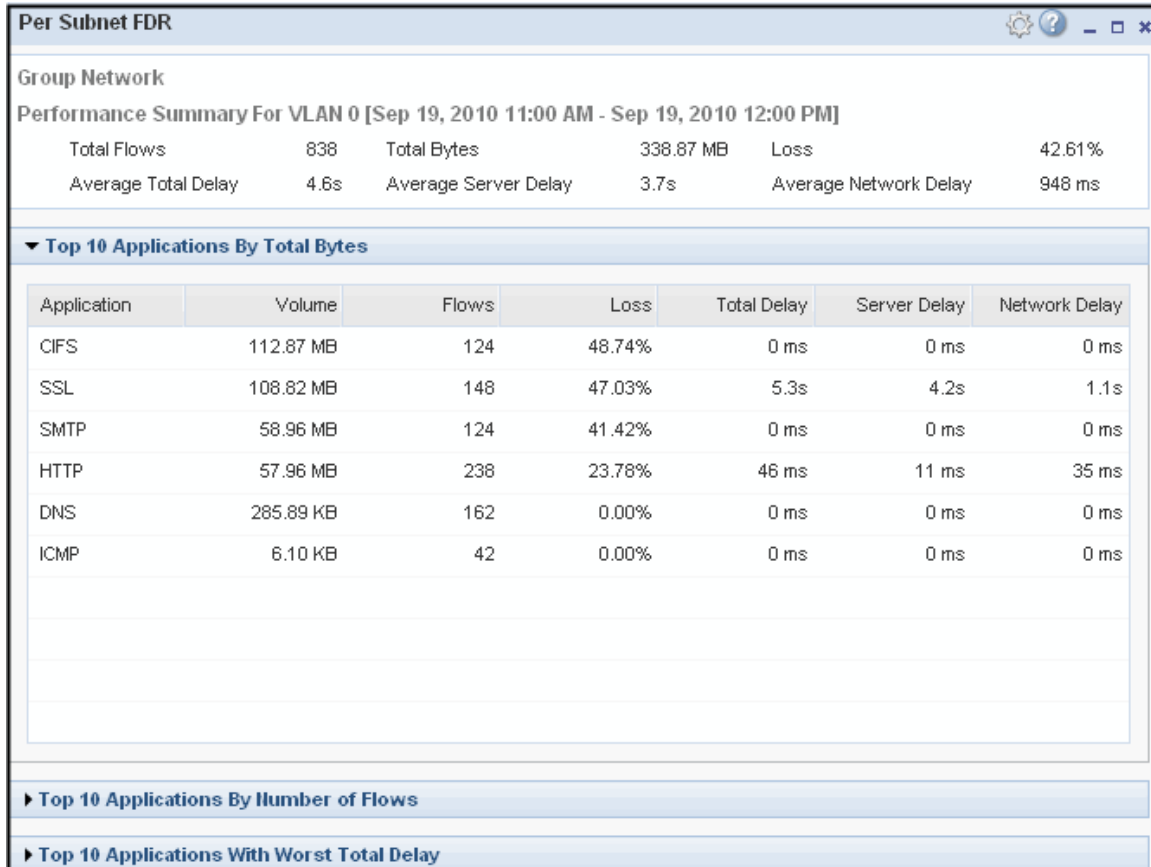 Per Subnet FDR
Group Network
Performance Summary For VLAN 0 [Sep 19, 2010 11:00 AM - Sep 19, 2010 12:00 PM]
Total Flows 838 Total Bytes 338.87 MB Loss 42.61%
Average Total Delay 4.6s Average Server Delay 3.7s Average Network Delay 948 ms
Top 10 Applications By Total Bytes
Application Volume Flows Loss Total Delay Server Delay Network Delay
CIFS 112.87 MB 124 48.74% 0 ms 0 ms 0 ms
SSL 108.82 MB 148 47.03% 5.3s 4.2s 1.1s
SMTP 58.96 MB 124 41.42% 0 ms 0 ms 0 ms
HTTP 57.96 MB 238 23.78% 46 ms 11 ms 35 ms
DNS 285.89 KB 162 0.00% 0 ms 0 ms 0 ms
ICMP 6.10 KB 42 0.00% 0 ms 0 ms 0 ms
Top 10 Applications By Number of Flows
Top 10 Applications With Worst Total Delay